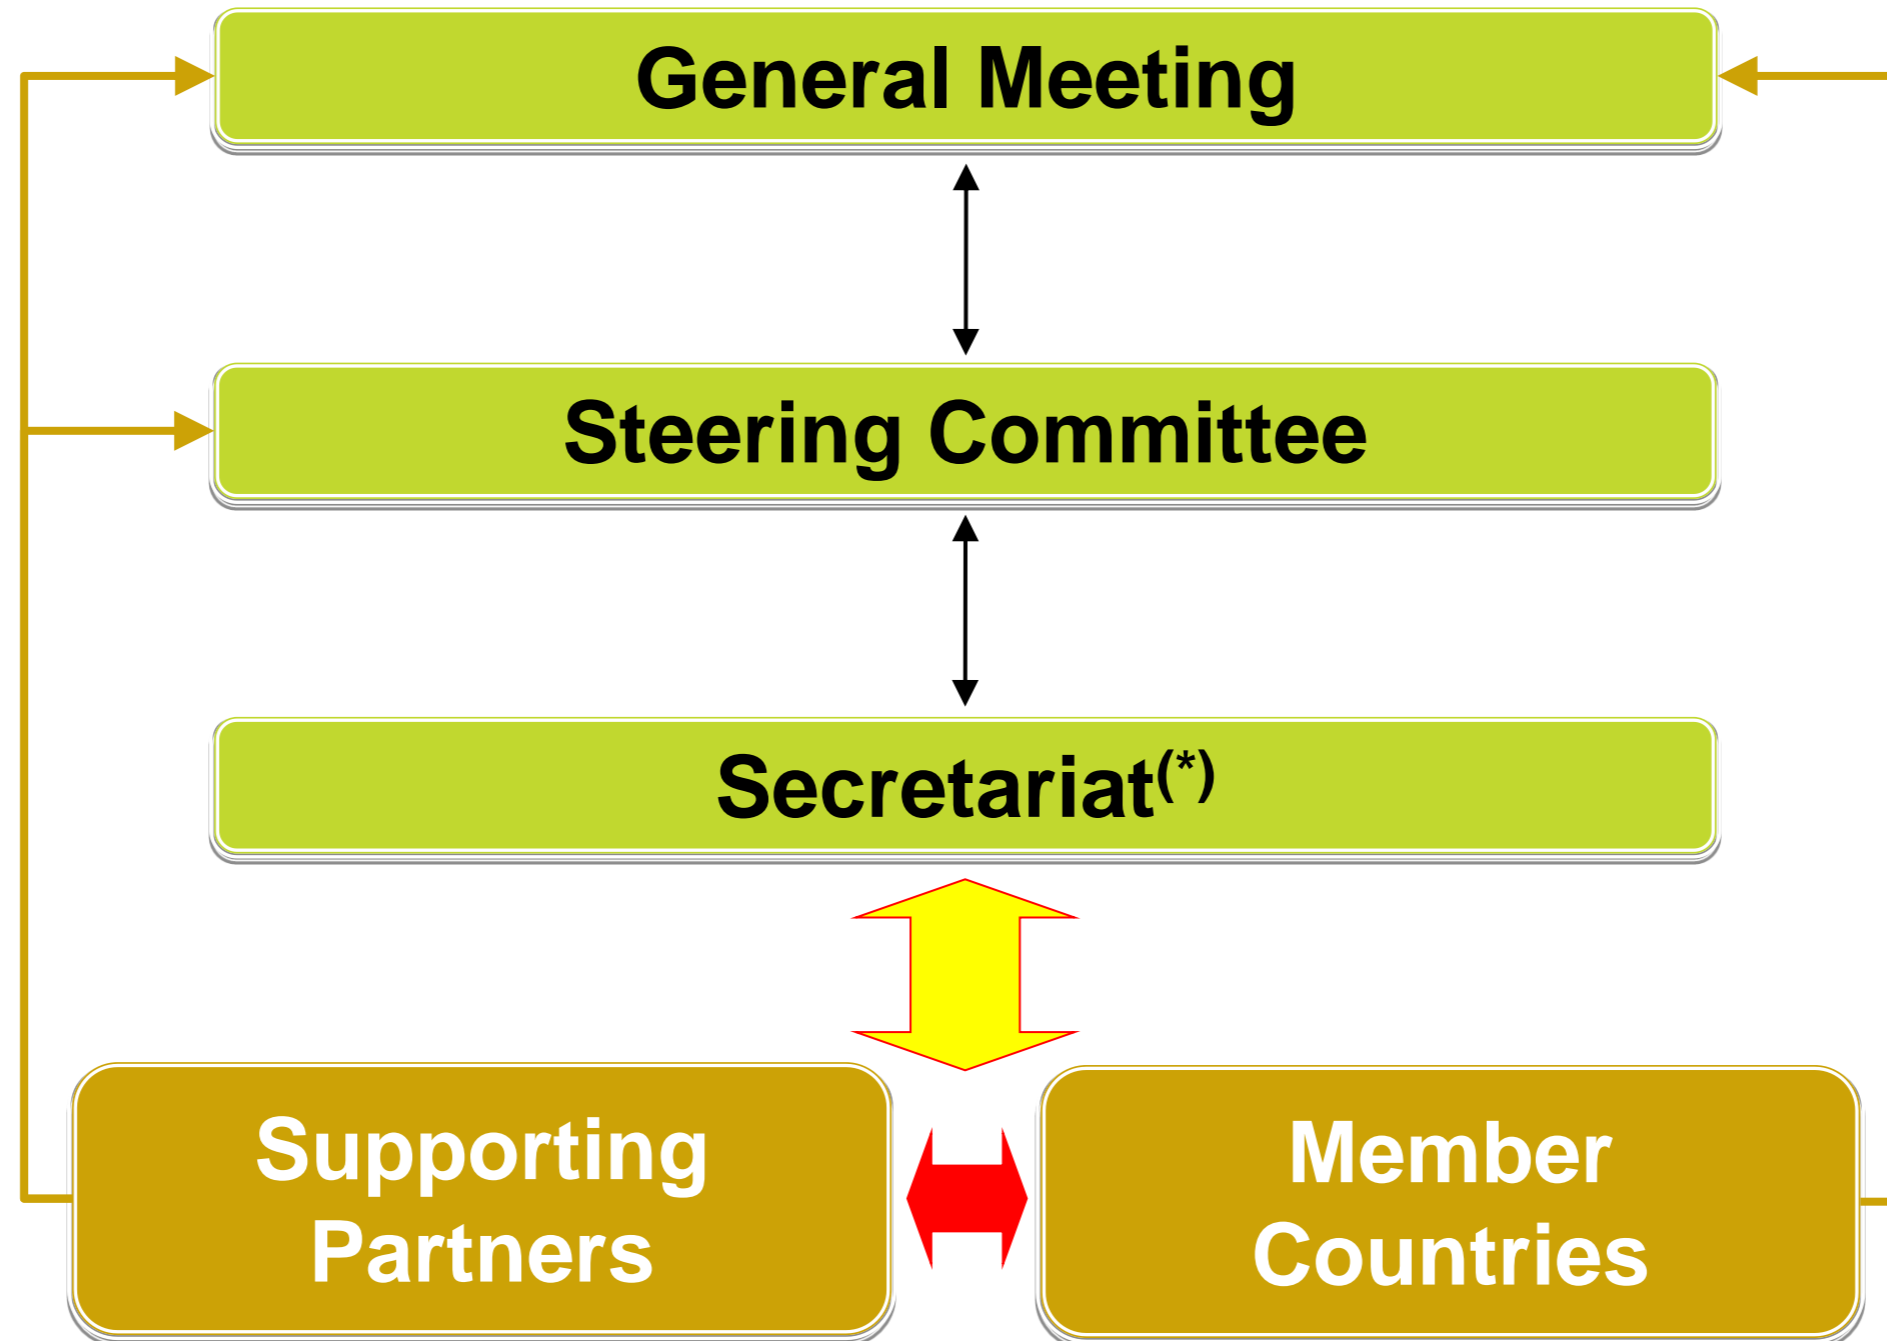 General Meeting
Steering Committee
Secretariat(*)
Supporting
Partners
Member
Countries